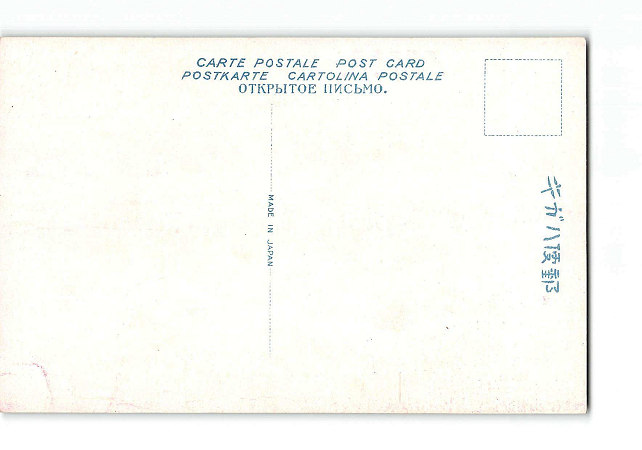 CARTE POSTALE POST CARD
POSTKARTE CARTOLINA POSTALE
ОТКРЫТОЕ ПИСЬМО.
MADE IN JAPAN
郵便ハガキ